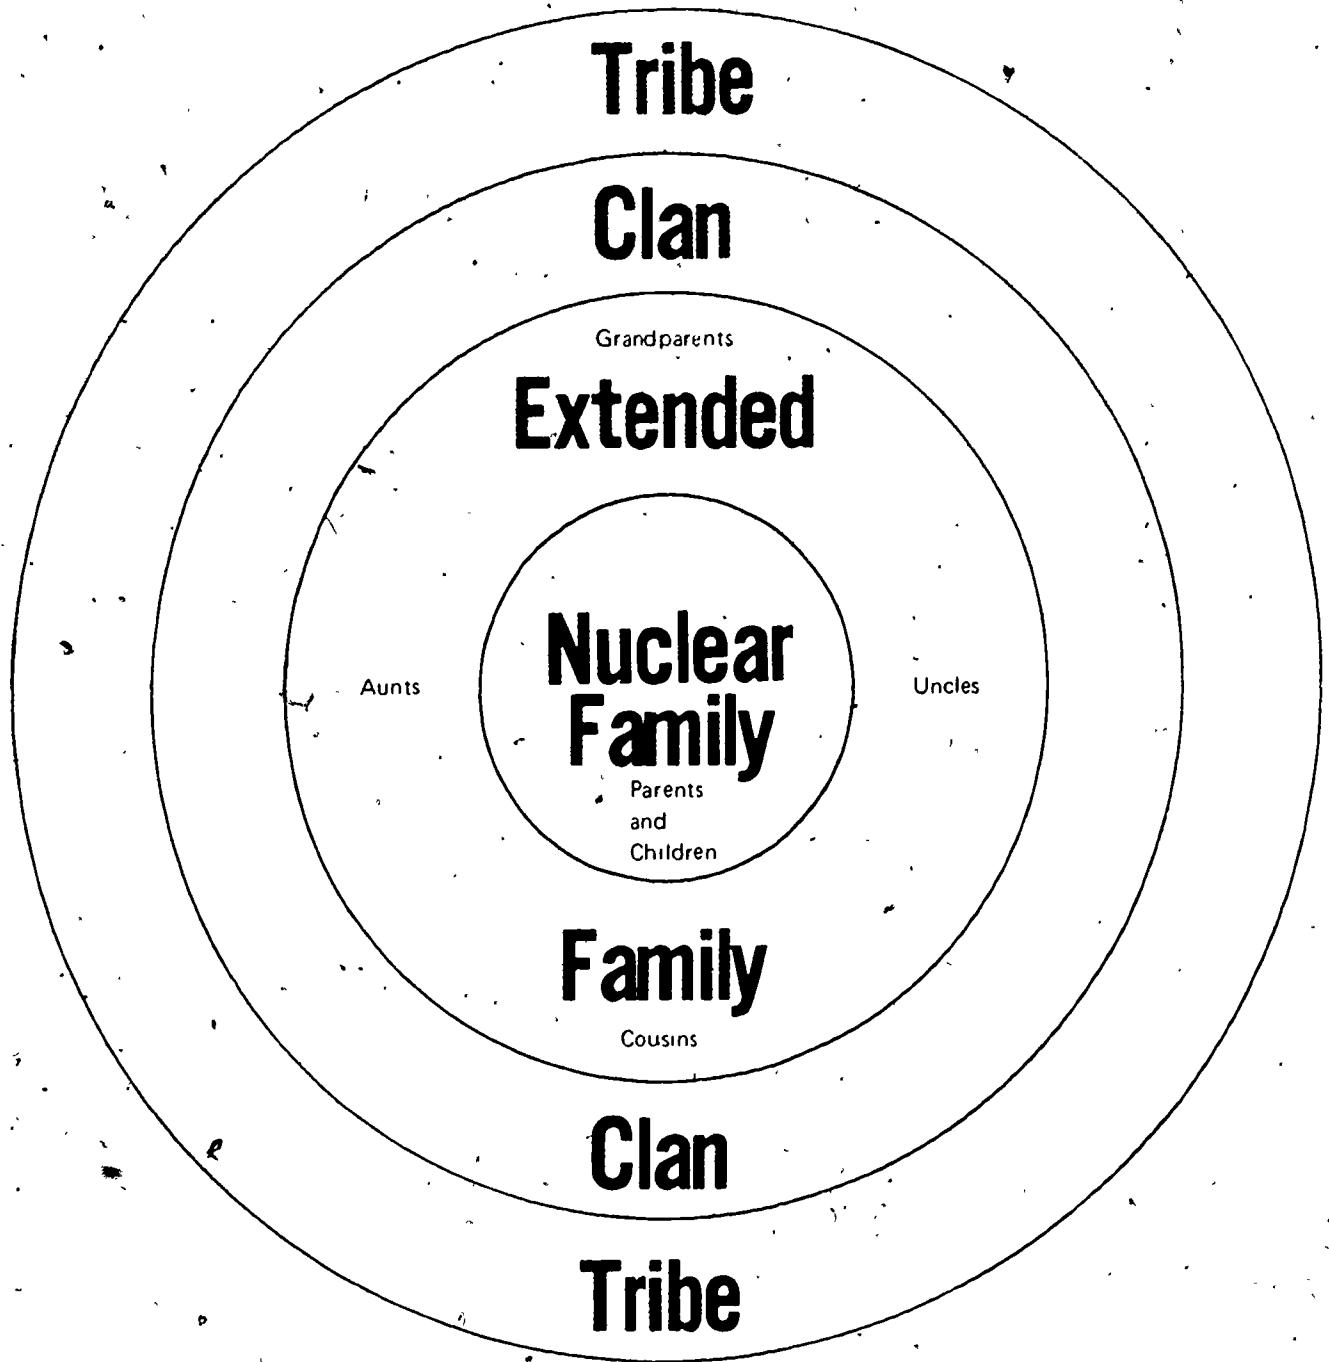 Tribe
Clan
Grandparents
Extended
Nuclear
Family
Aunts
Uncles
Parents
and
Children
Family
Cousins
Clan
Tribe